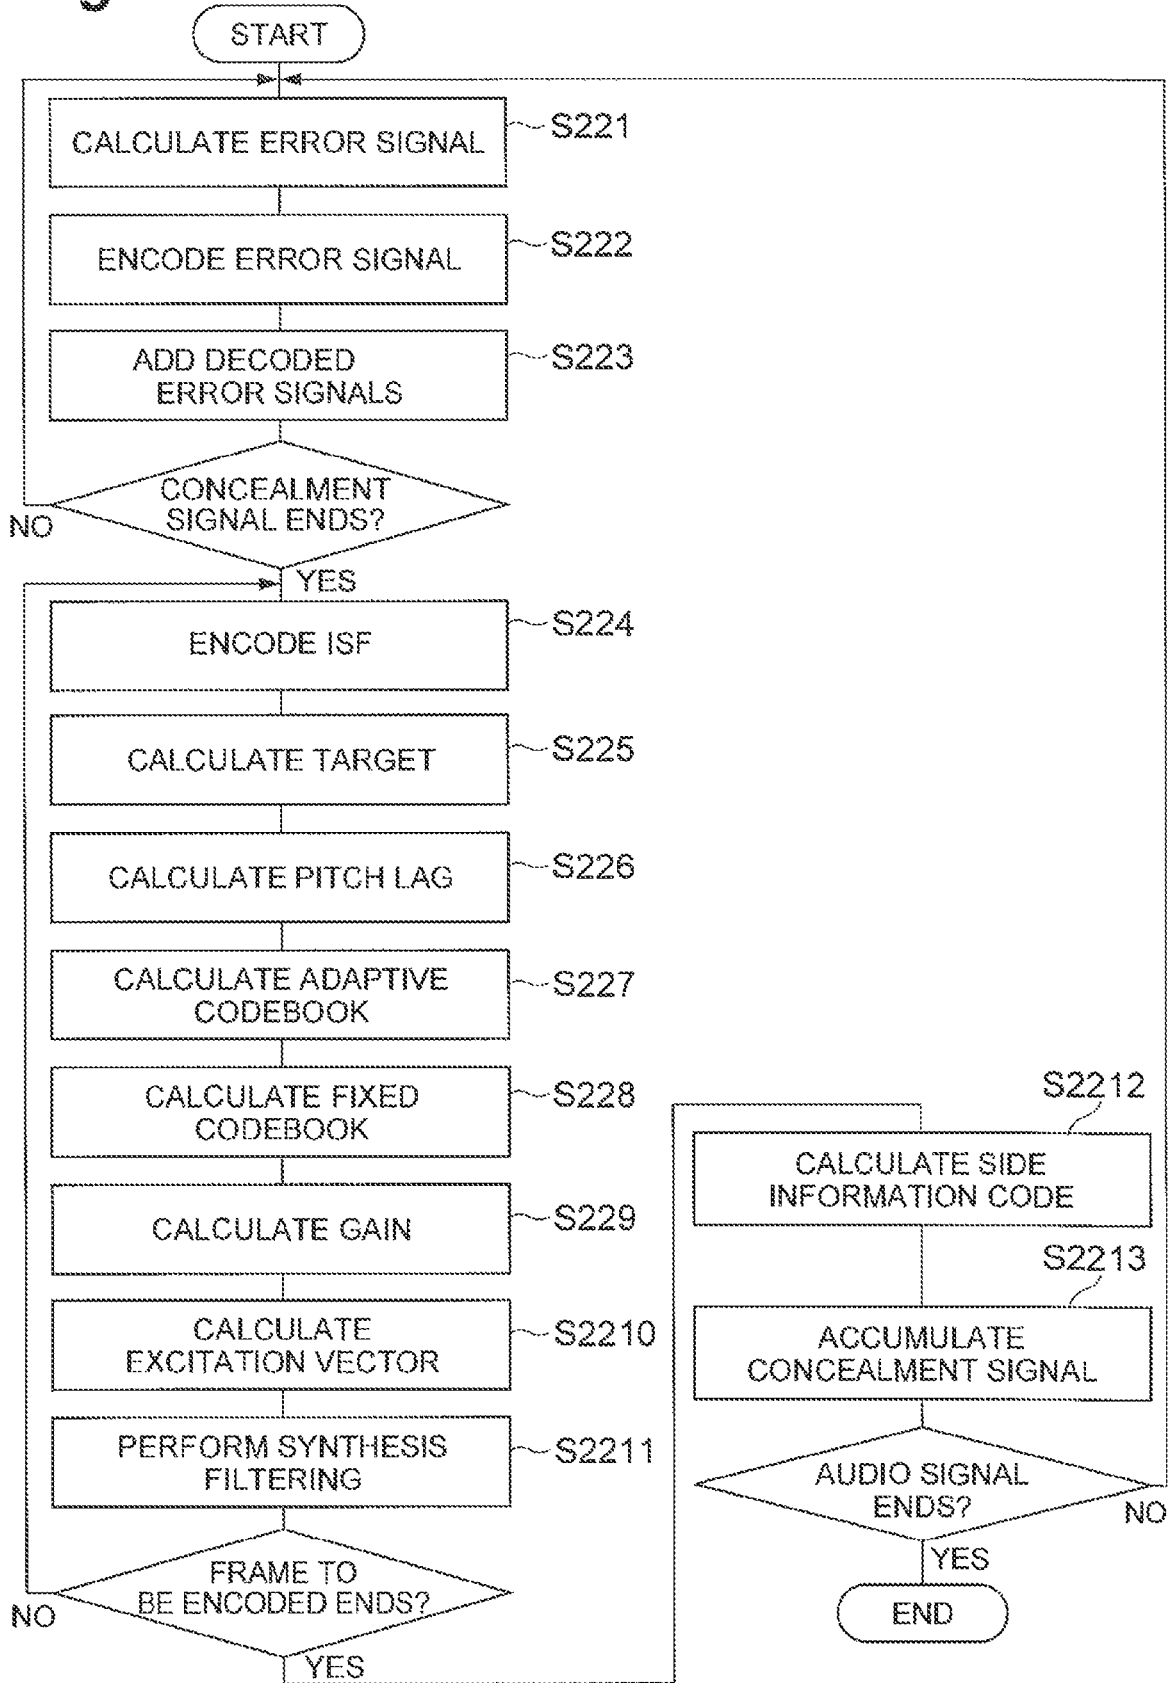 START
CALCULATE ERROR SIGNAL
S221
ENCODE ERROR SIGNAL
S222
ADD DECODED
ERROR SIGNALS
S223
CONCEALMENT
SIGNAL ENDS?
NO
YES
ENCODE ISF
S224
CALCULATE TARGET
S225
CALCULATE PITCH LAG
S226
CALCULATE ADAPTIVE
CODEBOOK
S227
CALCULATE FIXED
CODEBOOK
S228
CALCULATE GAIN
S229
CALCULATE
EXCITATION VECTOR
S2210
PERFORM SYNTHESIS
FILTERING
S2211
FRAME TO
BE ENCODED ENDS?
NO
YES
S2212
CALCULATE SIDE
INFORMATION CODE
S2213
ACCUMULATE
CONCEALMENT SIGNAL
AUDIO SIGNAL
ENDS?
NO
YES
END